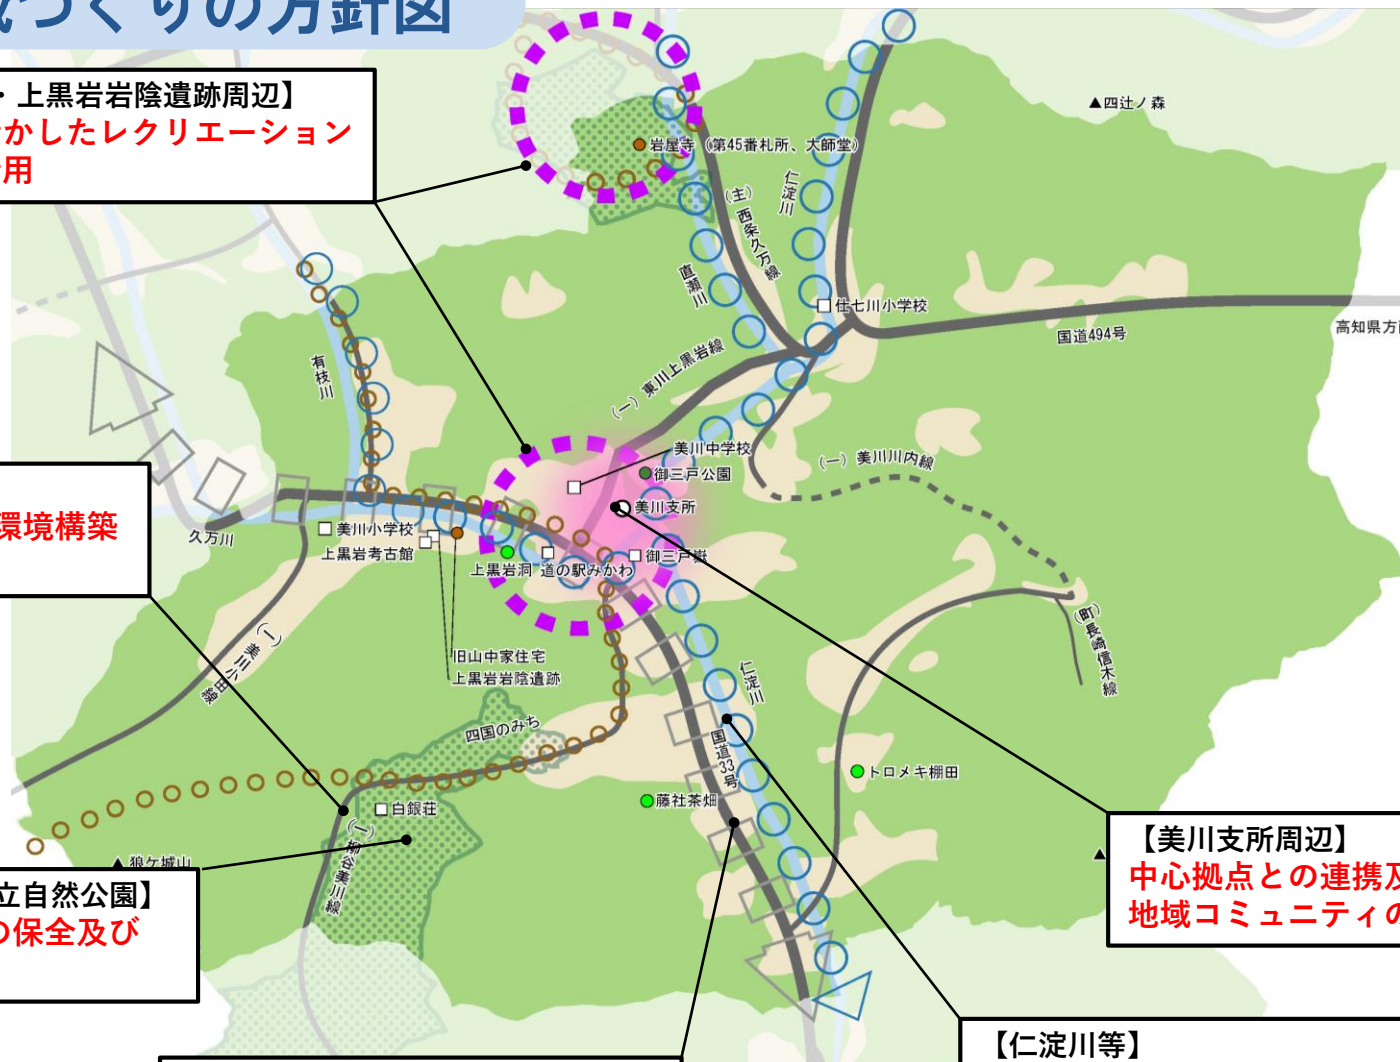 域づくりの方針図
・上黒岩岩陰遺跡周辺】
かしたレクリエーション
用
▲四辻ノ森
岩屋寺（第45番札所、大師堂）
仁淀川
（主）西条久万線
直瀬川
仕七川小学校
国道494号
高知県方
有枝川
（一）東川上黒岩線
美川中学校
御三戸公園
（一）美川川内線
美川支所
環境構築
久万川
美川小学校
上黒岩考古館
御三戸嶽
上黒岩洞
道の駅みかわ
（町）長崎信木線
（一）美川小田線
旧山中家住宅
上黒岩岩陰遺跡
仁淀川
四国のみち
国道33号
トロメキ棚田
藤社茶畑
白銀荘
（一）柳谷美川線
▲狼ケ城山
▲
立自然公園】
の保全及び
【美川支所周辺】
中心拠点との連携及
地域コミュニティの
【仁淀川等】